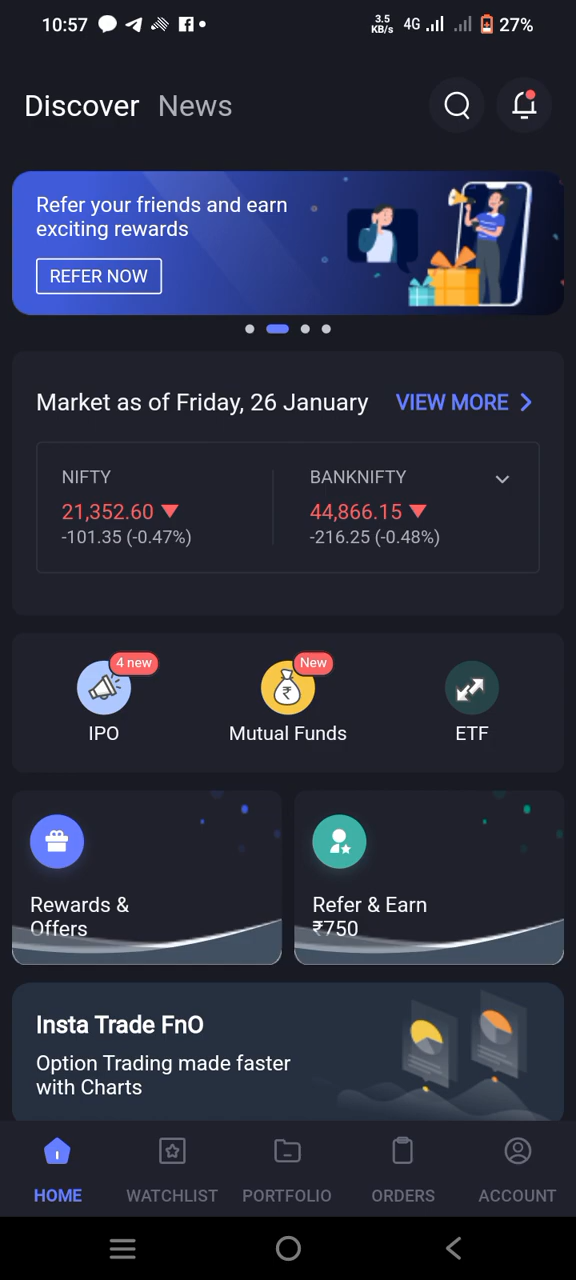 10:57
3.5 KB/s 4G 27%
Discover News
Refer your friends and earn
exciting rewards
REFER NOW
Market as of Friday, 26 January VIEW MORE
NIFTY BANKNIFTY
21,352.60 44,866.15
-101.35 (-0.47%) -216.25 (-0.48%)
4 new New
IPO Mutual Funds ETF
Rewards &
Offers
Refer & Earn
₹750
Insta Trade FnO
Option Trading made faster
with Charts
HOME WATCHLIST PORTFOLIO ORDERS ACCOUNT